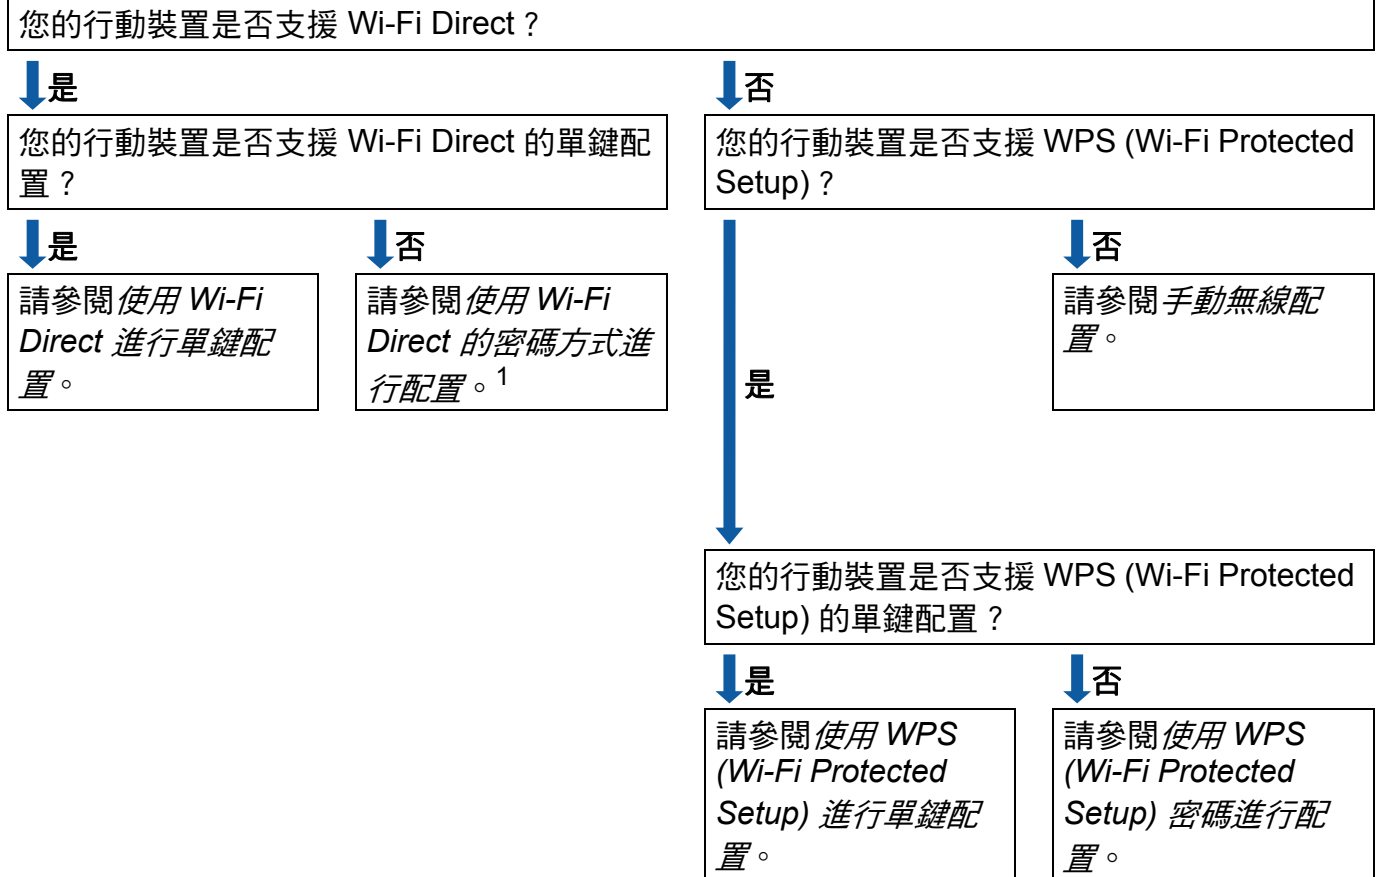 您的行動裝置是否支援 Wi-Fi Direct？
是
否
您的行動裝置是否支援 Wi-Fi Direct 的單鍵配
置？
您的行動裝置是否支援 WPS (Wi-Fi Protected
Setup)？
是
否
否
請參閱使用 Wi-Fi
Direct 進行單鍵配
置。
請參閱使用 Wi-Fi
Direct 的密碼方式進
行配置。1
請參閱手動無線配
置。
是
您的行動裝置是否支援 WPS (Wi-Fi Protected
Setup) 的單鍵配置？
是
否
請參閱使用 WPS
(Wi-Fi Protected
Setup) 進行單鍵配
置。
請參閱使用 WPS
(Wi-Fi Protected
Setup) 密碼進行配
置。